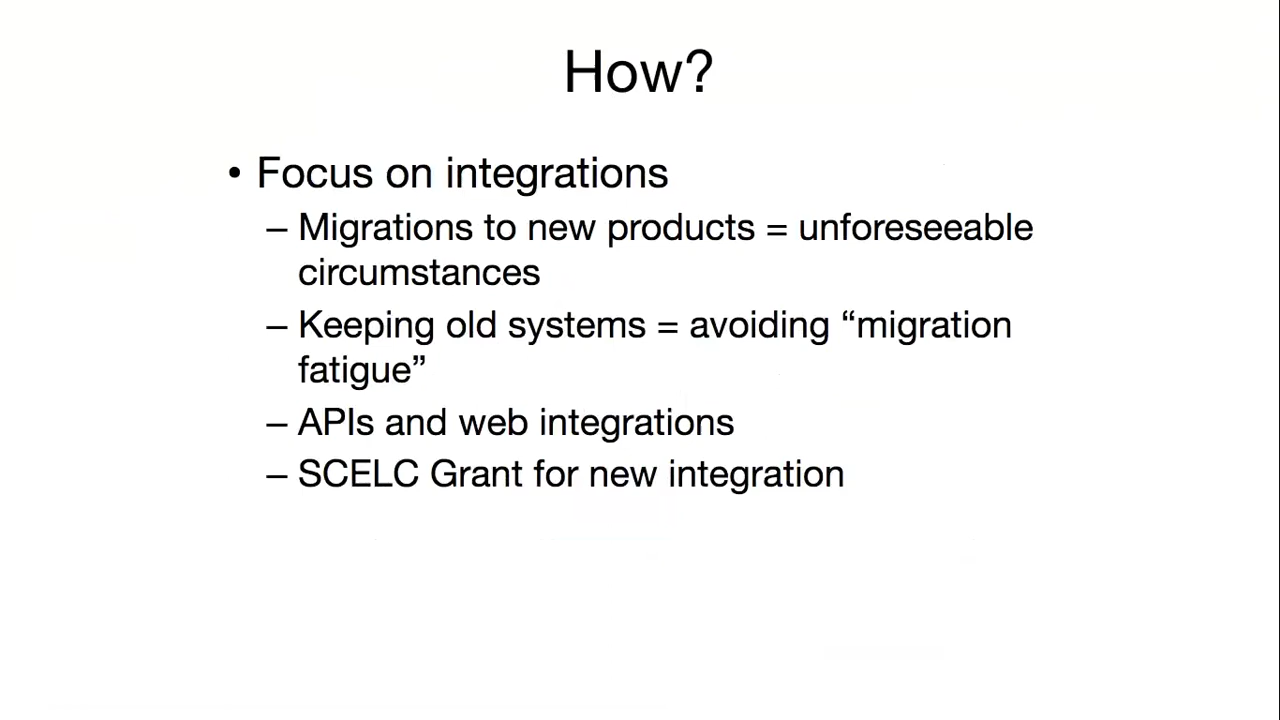 How?
• Focus on integrations
– Migrations to new products = unforeseeable
circumstances
– Keeping old systems = avoiding “migration
fatigue”
– APIs and web integrations
– SCELC Grant for new integration